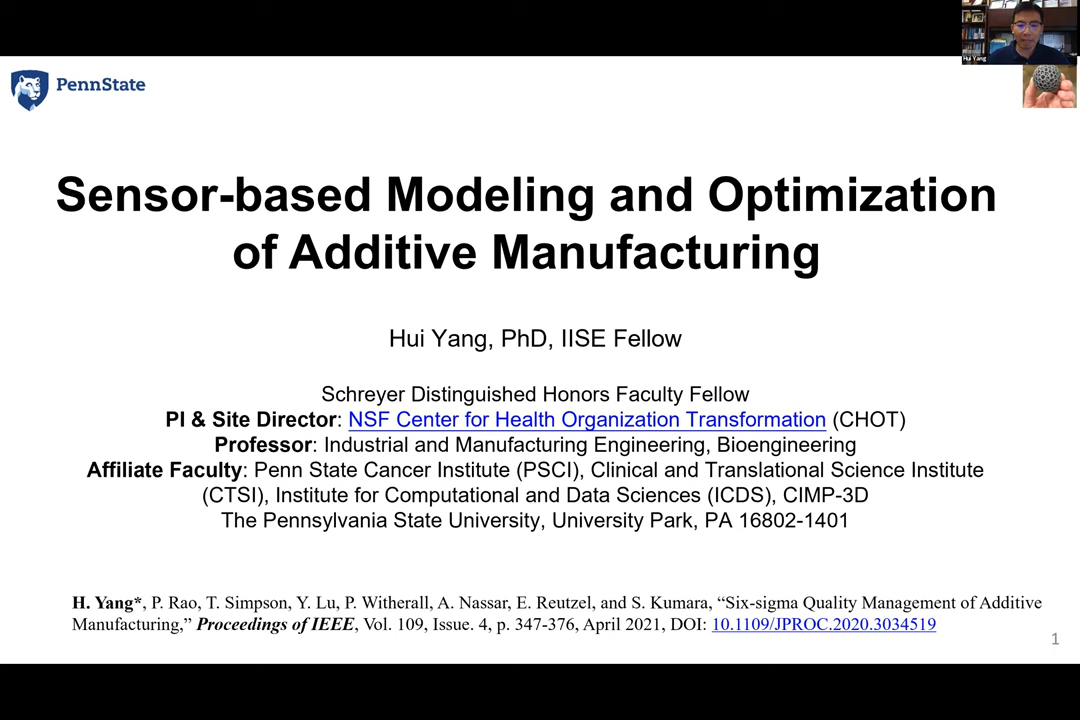 Hui Yang
PennState
Sensor-based Modeling and Optimization
of Additive Manufacturing
Hui Yang, PhD, IISE Fellow
Schreyer Distinguished Honors Faculty Fellow
PI & Site Director: NSF Center for Health Organization Transformation (CHOT)
Professor: Industrial and Manufacturing Engineering, Bioengineering
Affiliate Faculty: Penn State Cancer Institute (PSCI), Clinical and Translational Science Institute
(CTSI), Institute for Computational and Data Sciences (ICDS), CIMP-3D
The Pennsylvania State University, University Park, PA 16802-1401
H. Yang*, P. Rao, T. Simpson, Y. Lu, P. Witherall, A. Nassar, E. Reutzel, and S. Kumara, “Six-sigma Quality Management of Additive
Manufacturing,” Proceedings of IEEE, Vol. 109, Issue. 4, p. 347-376, April 2021, DOI: 10.1109/JPROC.2020.3034519
1